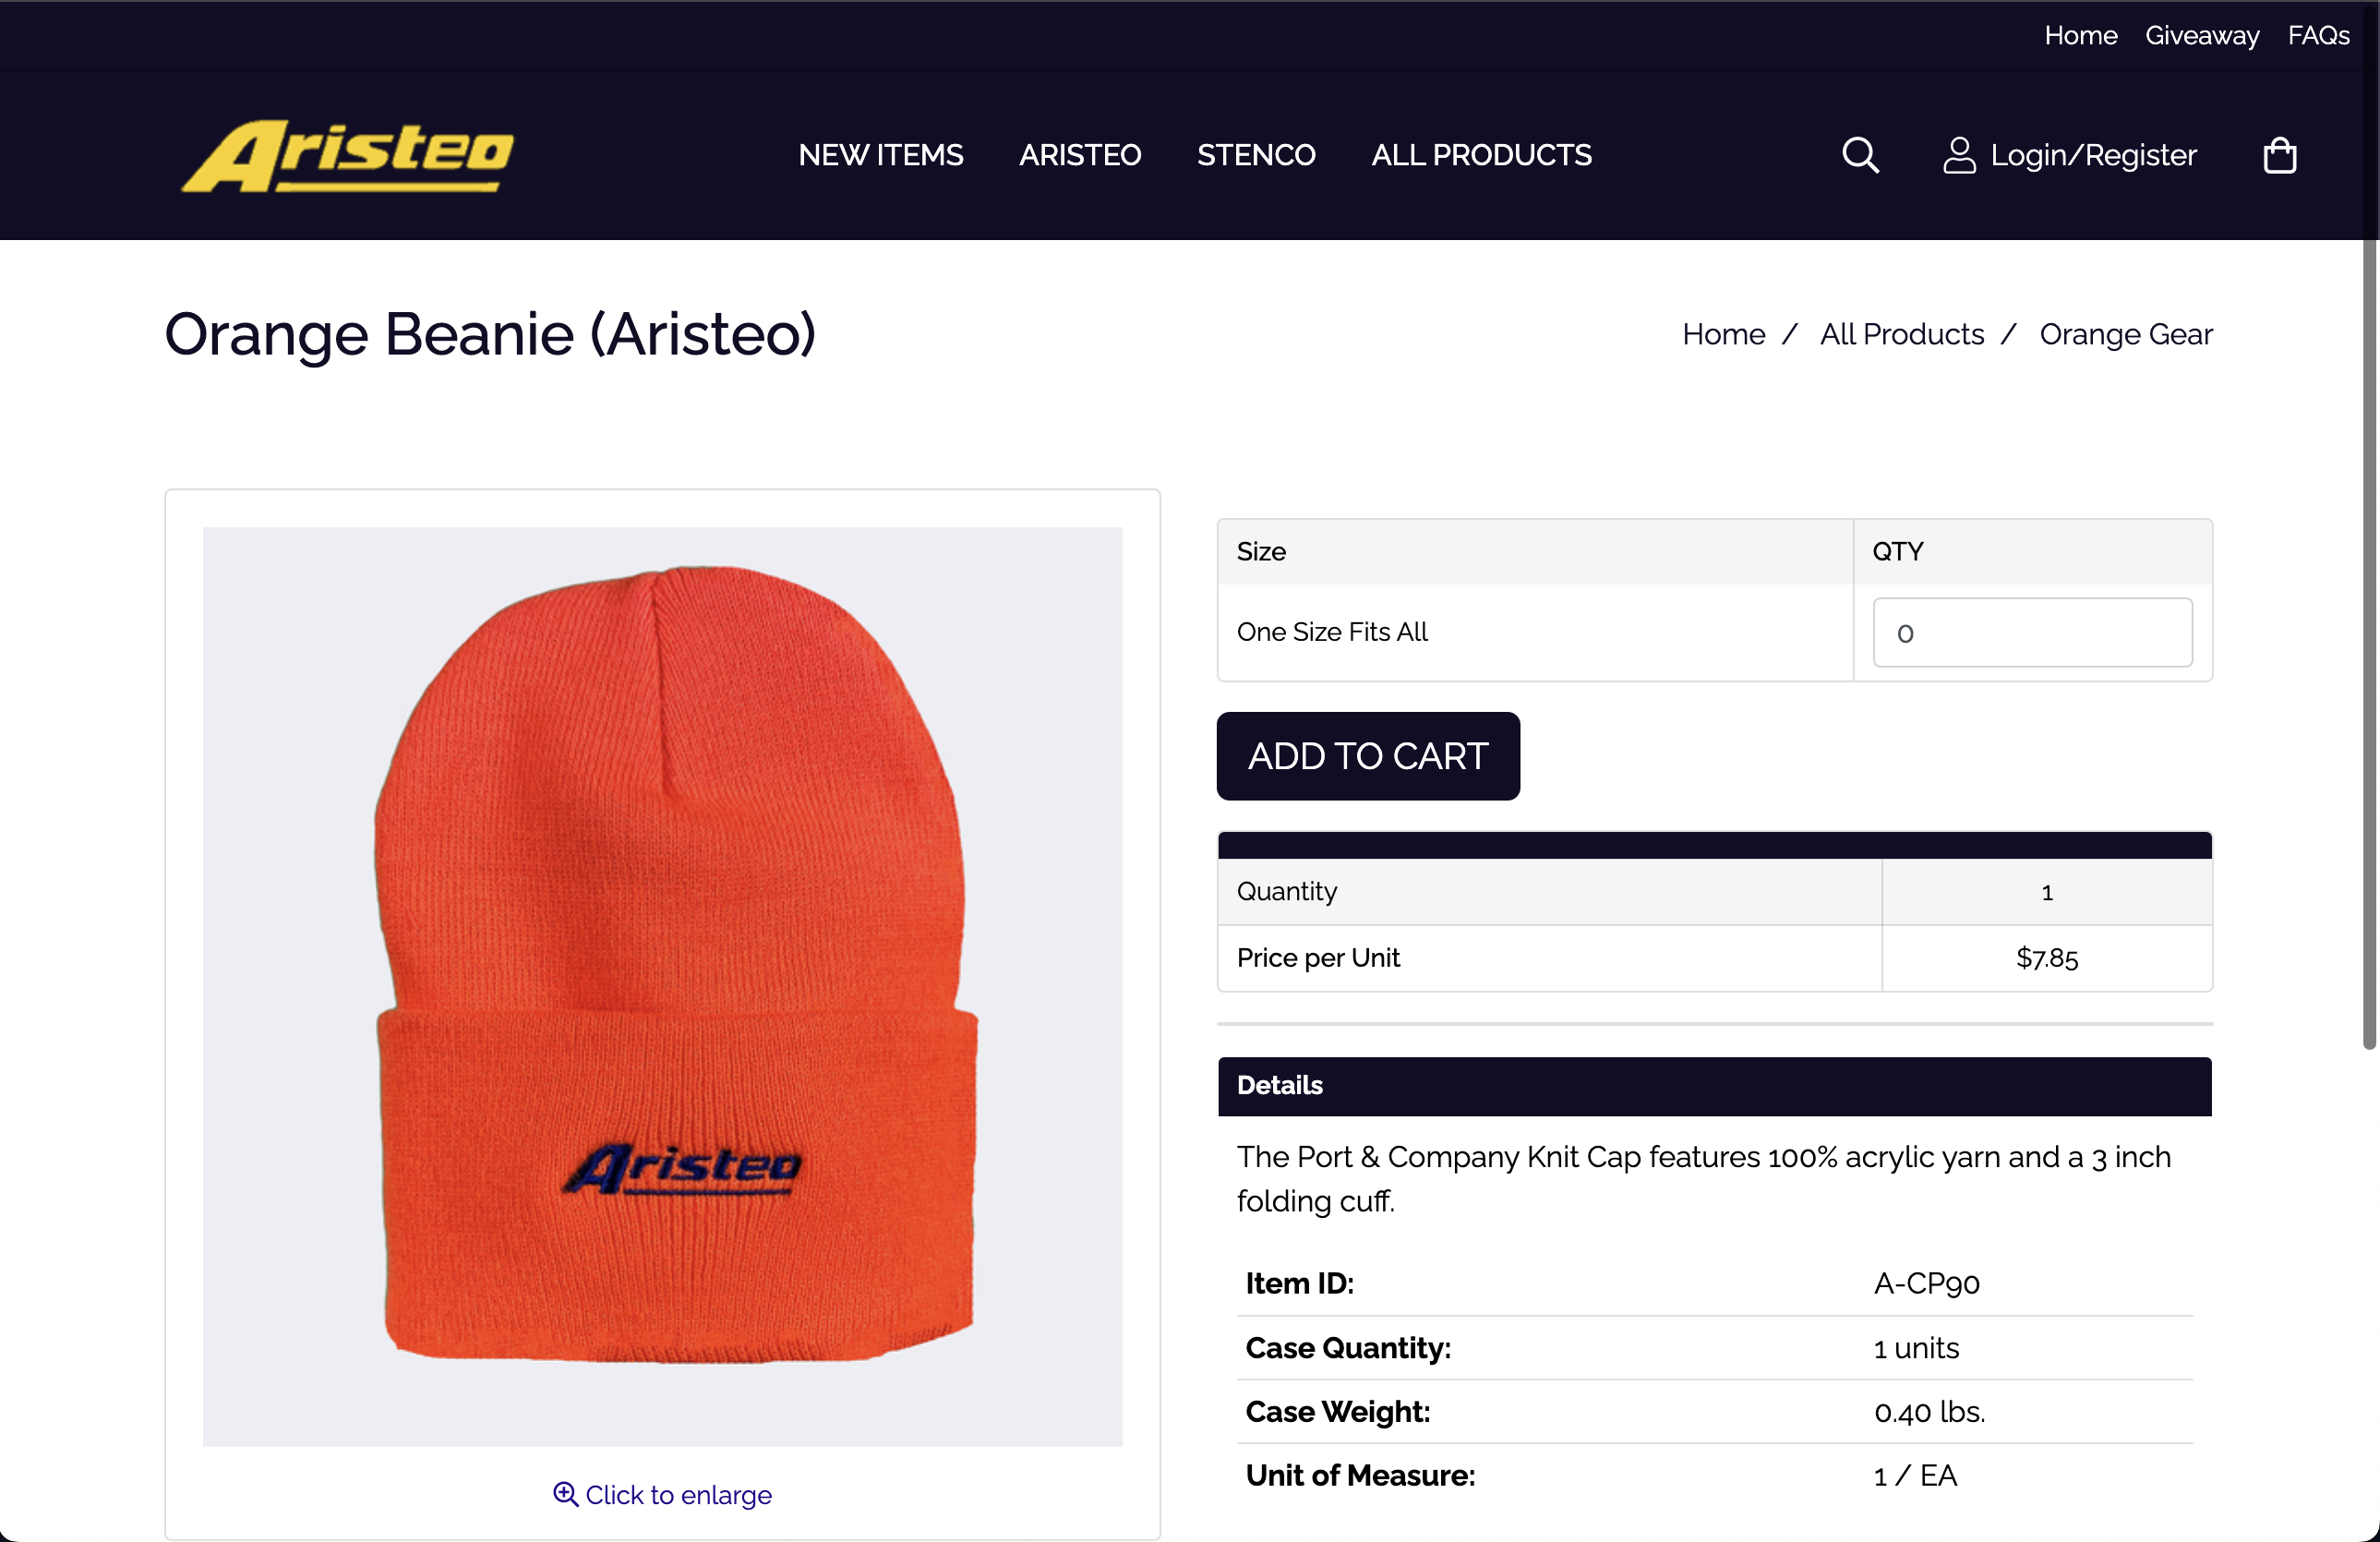 Home Giveaway FAQs
Aristeo
NEW ITEMS ARISTEO STENCO ALL PRODUCTS
Login/Register
Orange Beanie (Aristeo)
Home / All Products / Orange Gear
Size QTY
One Size Fits All 0
ADD TO CART
Quantity 1
Price per Unit $7.85
Details
The Port & Company Knit Cap features 100% acrylic yarn and a 3 inch
folding cuff.
Item ID: A-CP90
Case Quantity: 1 units
Case Weight: 0.40 lbs.
Unit of Measure: 1 / EA
Aristeo
Click to enlarge